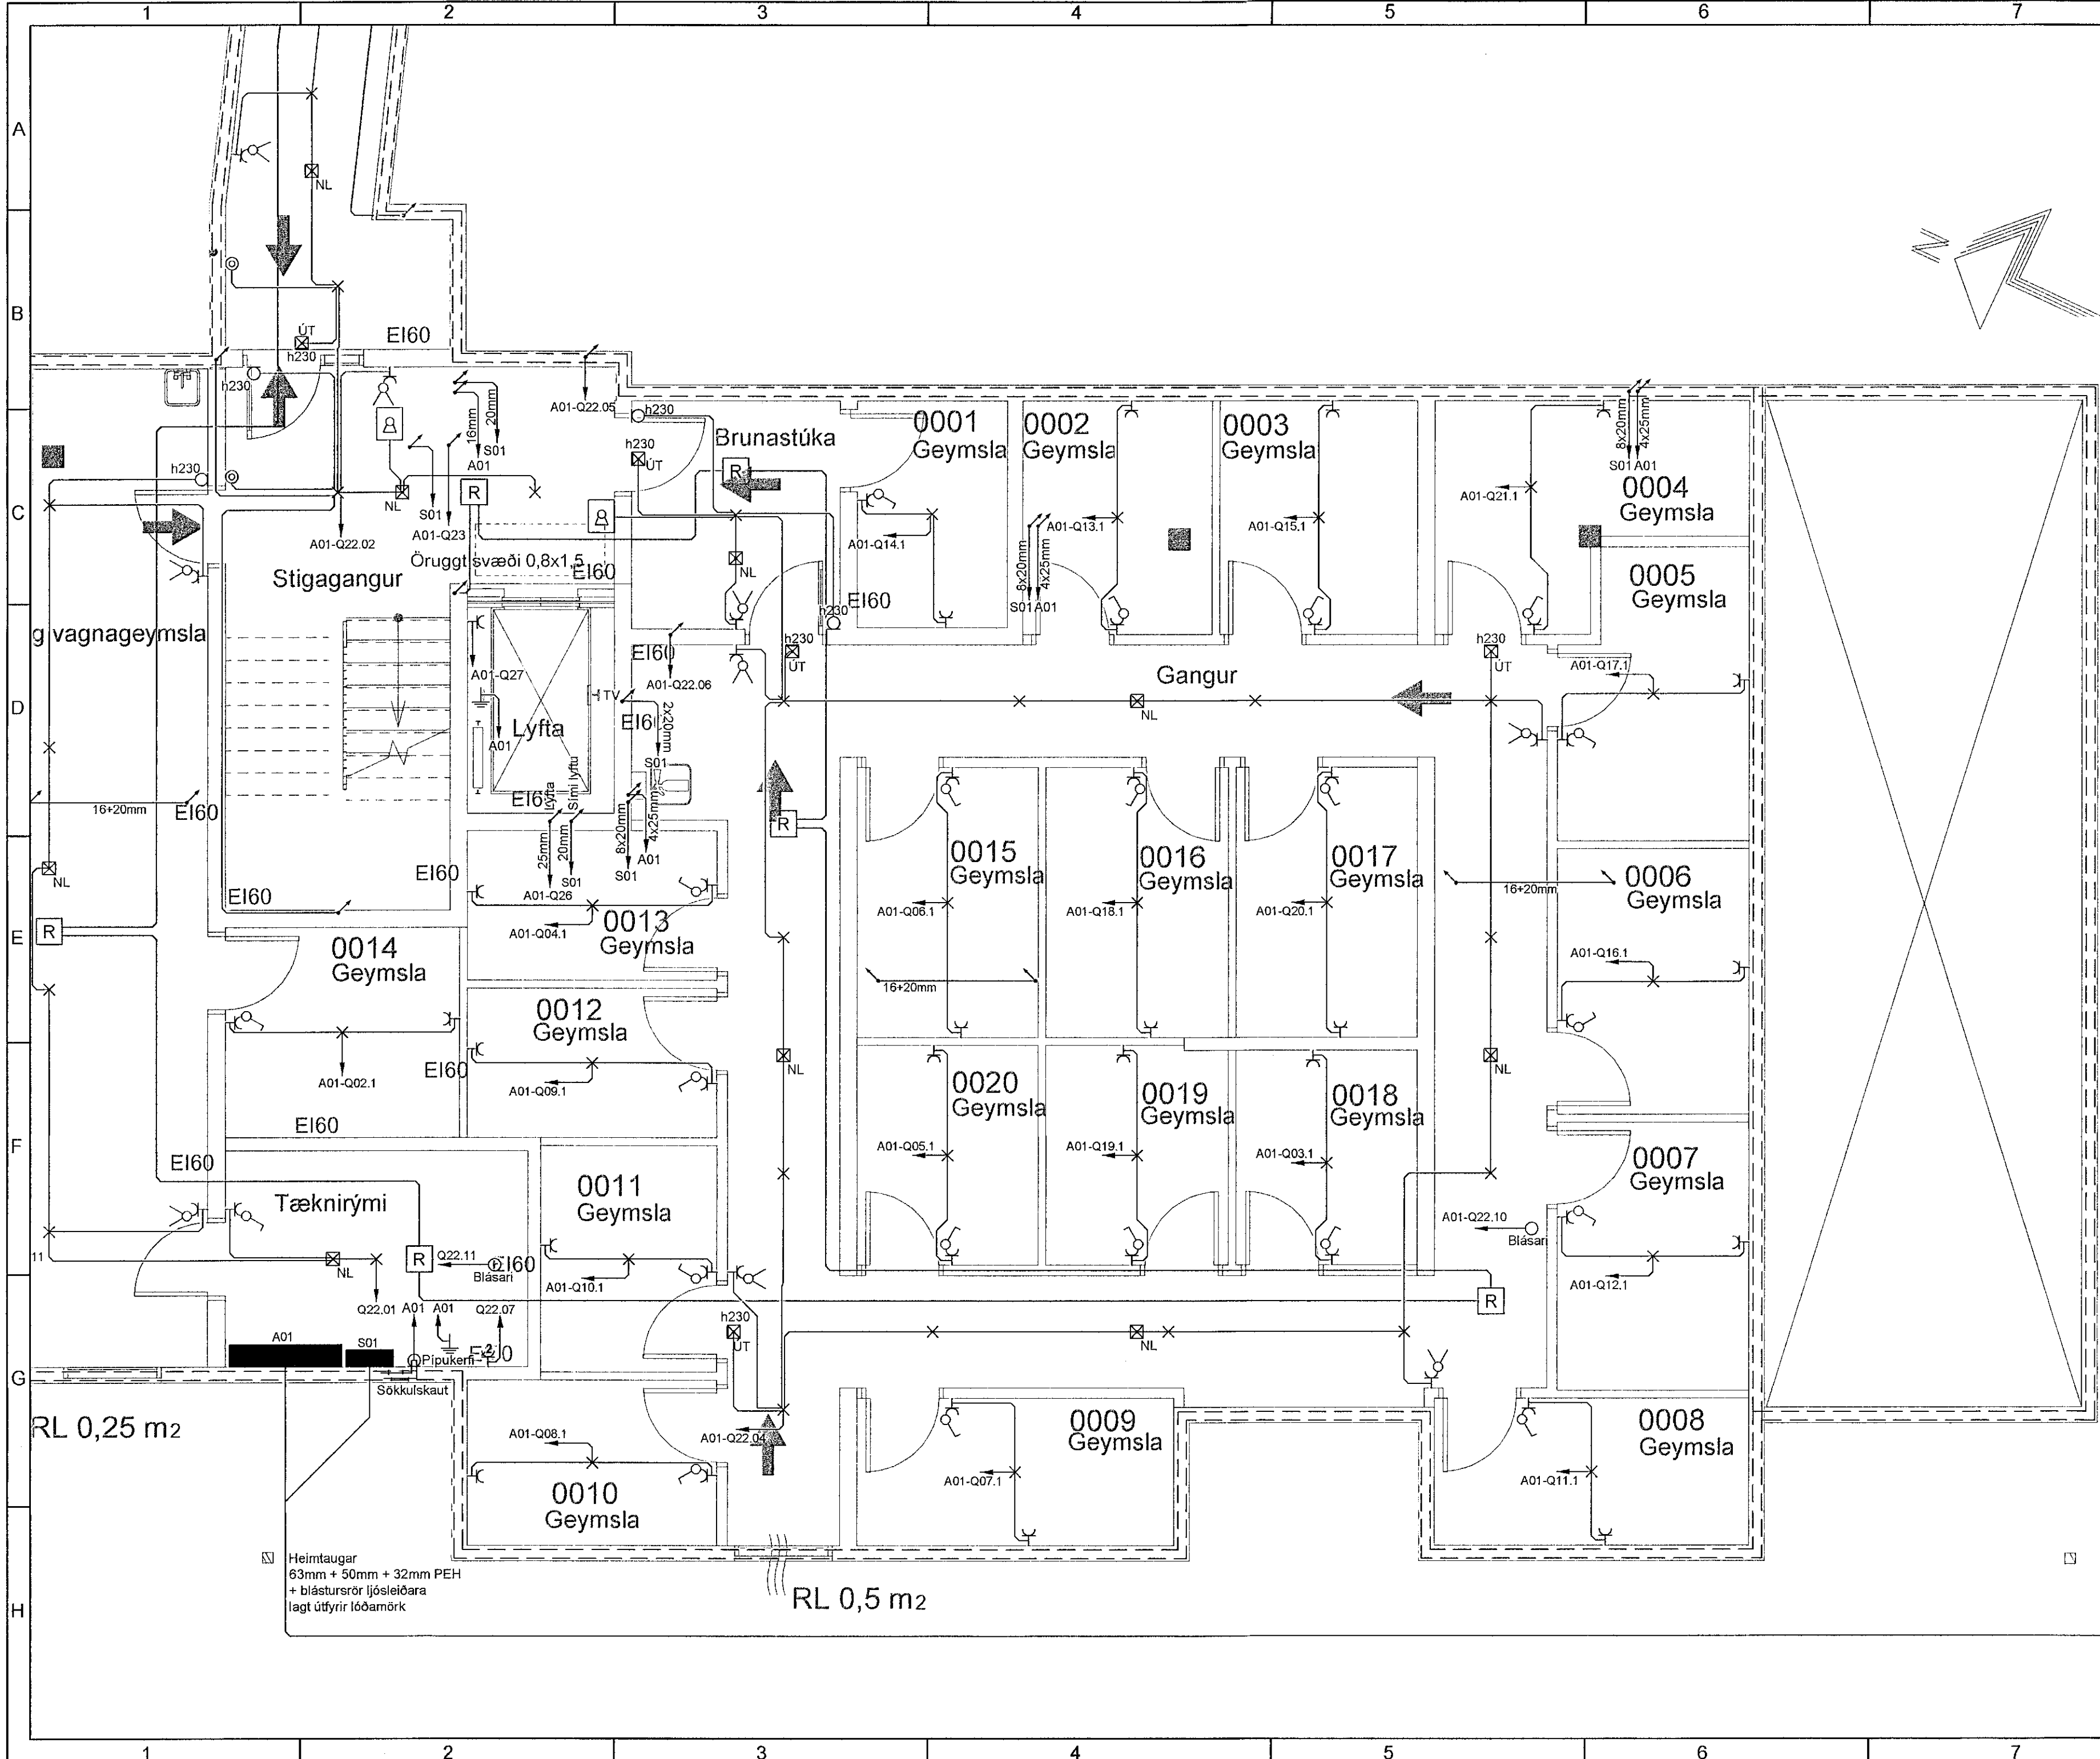 1 2 3 4 5 6 7
A
NL
B
ÚT
h230
EI60
h230
A01-Q22.05
h230
h230
ÚT
Brunastúka
R
16mm
20mm
S01
A01
0001
Geymsla
0002
Geymsla
0003
Geymsla
8x20mm
4x25mm
S01 A01
0004
Geymsla
C
h230
NL
R
S01
A01-Q23
A01-Q22.02
Öruggt svæði 0,8x1,5
EI60
NL
A01-Q14.1
A01-Q13.1
A01-Q15.1
A01-Q21.1
8x20mm
4x25mm
S01 A01
Stigagangur
0005
Geymsla
g vagnageymsla
h230
EI60
EI60
h230
ÚT
h230
ÚT
A01-Q17.1
A01-Q27
A01-Q22.06
Gangur
D
TV
NL
Lyfta
A01
EI6
2x20mm
S01
16+20mm
EI60
EI6
Lyfta
Sími lyftu
R
25mm
20mm
8x20mm
4x25mm
A01
S01
A01-Q26
S01
EI60
EI60
NL
0015
Geymsla
0016
Geymsla
0017
Geymsla
16+20mm
0006
Geymsla
A01-Q06.1
A01-Q18.1
A01-Q20.1
E
R
A01-Q04.1
0013
Geymsla
0014
Geymsla
A01-Q16.1
16+20mm
0012
Geymsla
A01-Q02.1
EI60
A01-Q09.1
NL
NL
0020
Geymsla
0019
Geymsla
0018
Geymsla
F
EI60
EI60
A01-Q05.1
A01-Q19.1
A01-Q03.1
0007
Geymsla
Tæknirými
0011
Geymsla
A01-Q22.10
Blásari
11
NL
R
Q22.11
Blásari
EI60
A01-Q10.1
A01-Q12.1
Q22.01
A01
A01
Q22.07
R
h230
ÚT
NL
A01
S01
Pípukerfi
G
Sökkulskaut
RL 0,25 m2
A01-Q08.1
A01-Q22.04
0009
Geymsla
0008
Geymsla
A01-Q07.1
A01-Q11.1
0010
Geymsla
Heimtaugar
63mm + 50mm + 32mm PEH
+ blástursrör ljósleiðara
lagt útfyrir lóðamörk
RL 0,5 m2
H
1 2 3 4 5 6 7